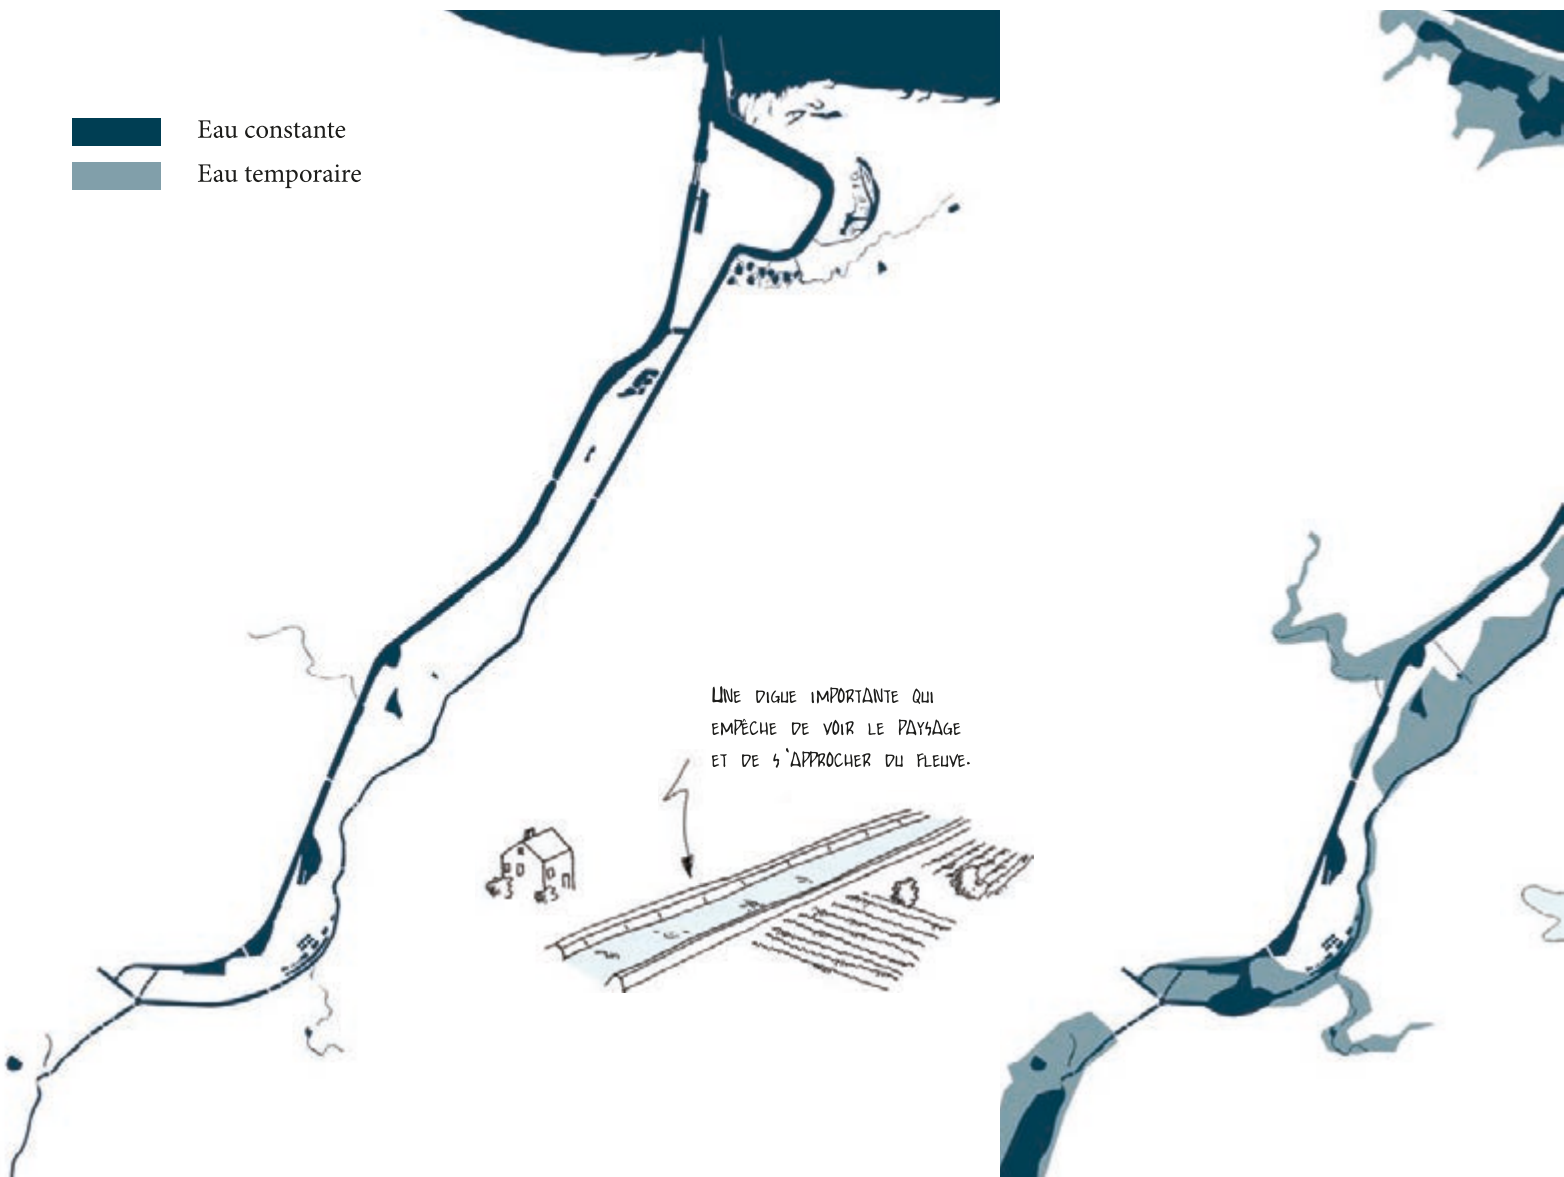 Eau constante
Eau temporaire
UNE DIGUE IMPORTANTE QUI
EMPÊCHE DE VOIR LE PAYSAGE
ET DE S'APPROCHER DU FLEUVE.